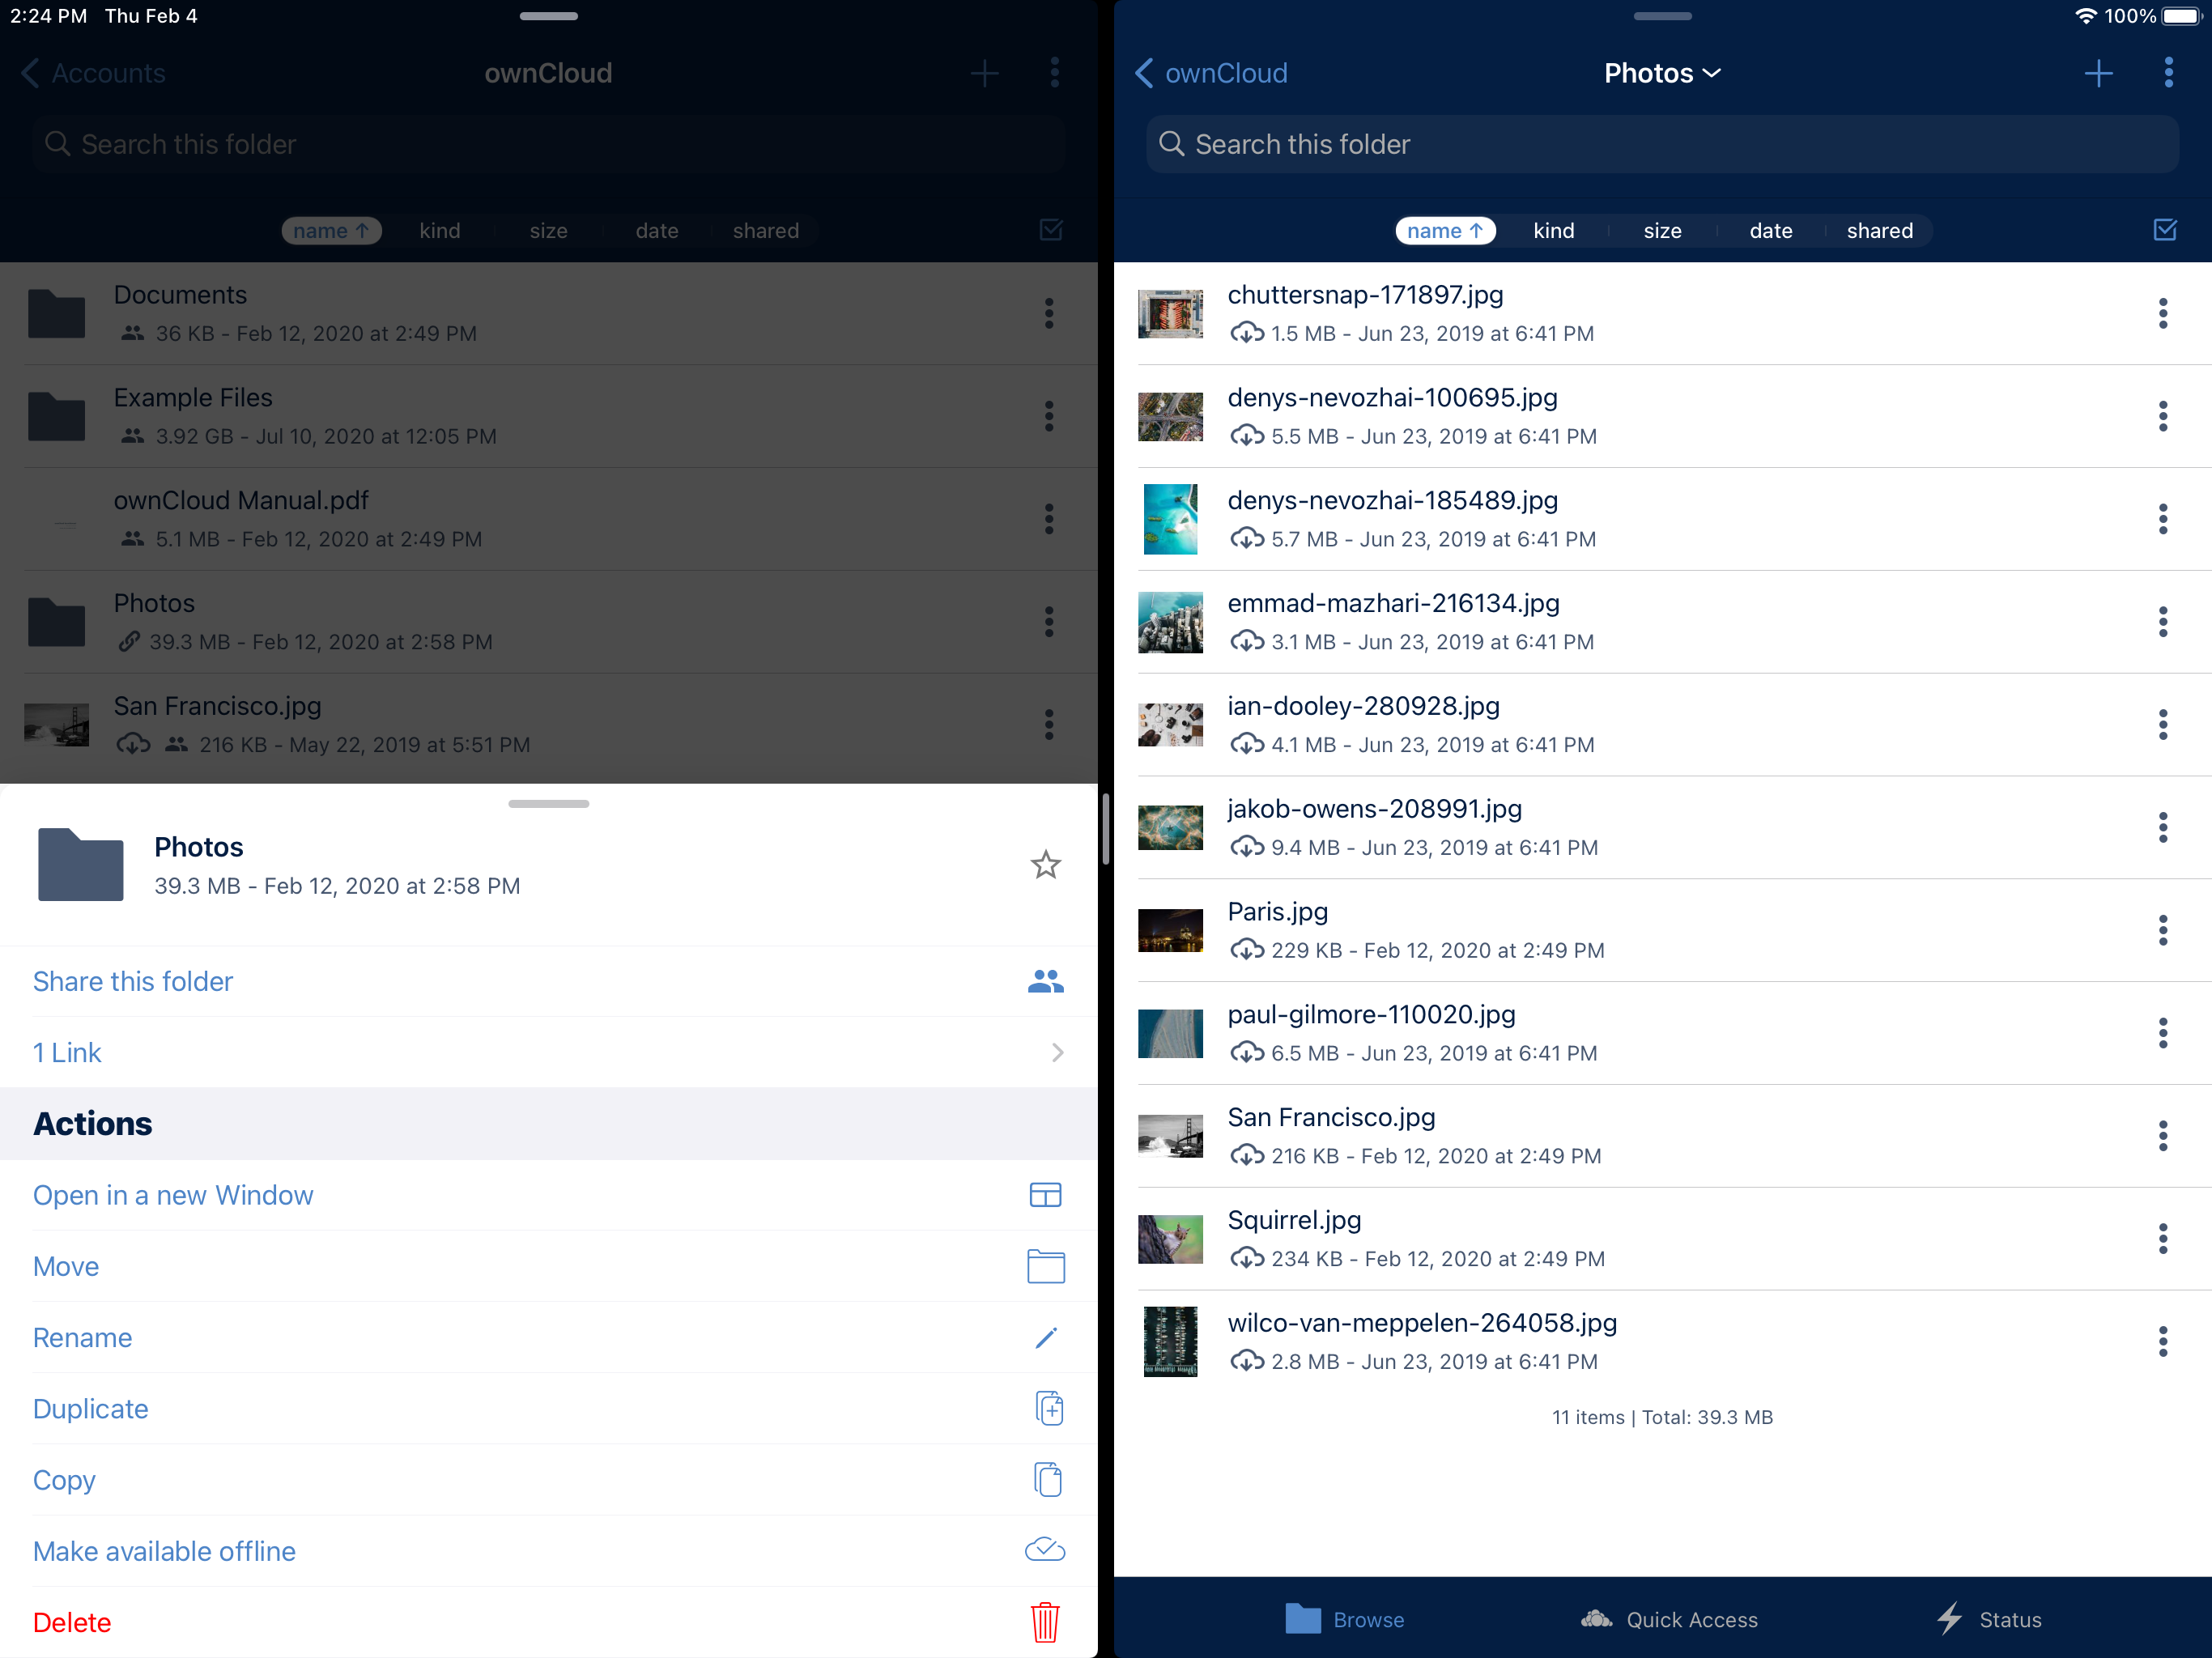 2:24 PM Thu Feb 4
Accounts
ownCloud
Search this folder
name ↑ kind size date shared
Documents
36 KB - Feb 12, 2020 at 2:49 PM
Example Files
3.92 GB - Jul 10, 2020 at 12:05 PM
ownCloud Manual.pdf
5.1 MB - Feb 12, 2020 at 2:49 PM
Photos
39.3 MB - Feb 12, 2020 at 2:58 PM
San Francisco.jpg
216 KB - May 22, 2019 at 5:51 PM
Photos
39.3 MB - Feb 12, 2020 at 2:58 PM
Share this folder
1 Link
Actions
Open in a new Window
Move
Rename
Duplicate
Copy
Make available offline
Delete
100%
ownCloud
Photos
Search this folder
name ↑ kind size date shared
chuttersnap-171897.jpg
1.5 MB - Jun 23, 2019 at 6:41 PM
denys-nevozhai-100695.jpg
5.5 MB - Jun 23, 2019 at 6:41 PM
denys-nevozhai-185489.jpg
5.7 MB - Jun 23, 2019 at 6:41 PM
emmad-mazhari-216134.jpg
3.1 MB - Jun 23, 2019 at 6:41 PM
ian-dooley-280928.jpg
4.1 MB - Jun 23, 2019 at 6:41 PM
jakob-owens-208991.jpg
9.4 MB - Jun 23, 2019 at 6:41 PM
Paris.jpg
229 KB - Feb 12, 2020 at 2:49 PM
paul-gilmore-110020.jpg
6.5 MB - Jun 23, 2019 at 6:41 PM
San Francisco.jpg
216 KB - Feb 12, 2020 at 2:49 PM
Squirrel.jpg
234 KB - Feb 12, 2020 at 2:49 PM
wilco-van-meppelen-264058.jpg
2.8 MB - Jun 23, 2019 at 6:41 PM
11 items | Total: 39.3 MB
Browse
Quick Access
Status